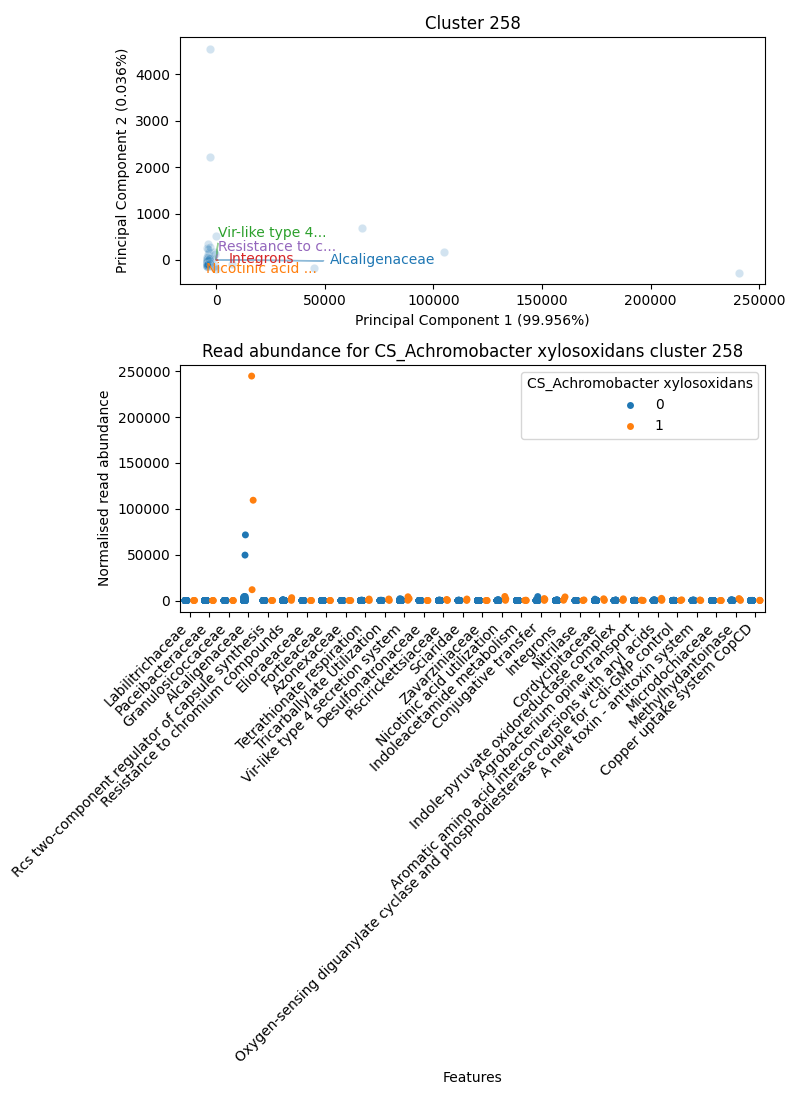 Cluster 258
Principal Component 2 (0.036%)
4000
3000
2000
1000
0
Vir-like type 4...
Resistance to c...
Integrons
Alcaligenaceae
Nicotinic acid ...
0
50000
100000
150000
200000
250000
Principal Component 1 (99.956%)
Read abundance for CS_Achromobacter xylosoxidans cluster 258
Normalised read abundance
250000
200000
150000
100000
50000
0
CS_Achromobacter xylosoxidans
0
1
Labilitrichaceae
Paceibacteraceae
Granulosicoccaceae
Alcaligenaceae
Rcs two-component regulator of capsule synthesis
Resistance to chromium compounds
Elioraeaceae
Fortieaceae
Azonexaceae
Tetrathionate respiration
Tricarballylate Utilization
Vir-like type 4 secretion system
Desulfonatronaceae
Piscirickettsiaceae
Sciaridae
Zavarziniaceae
Nicotinic acid utilization
Indoleacetamide metabolism
Conjugative transfer
Integrons
Nitrilase
Cordycipitaceae
Indole-pyruvate oxidoreductase complex
Agrobacterium opine transport
Aromatic amino acid interconversions with aryl acids
Oxygen-sensing diguanylate cyclase and phosphodiesterase couple for c-di-GMP control
A new toxin - antitoxin system
Microdochiaceae
Methylhydantoinase
Copper uptake system CopCD
Features